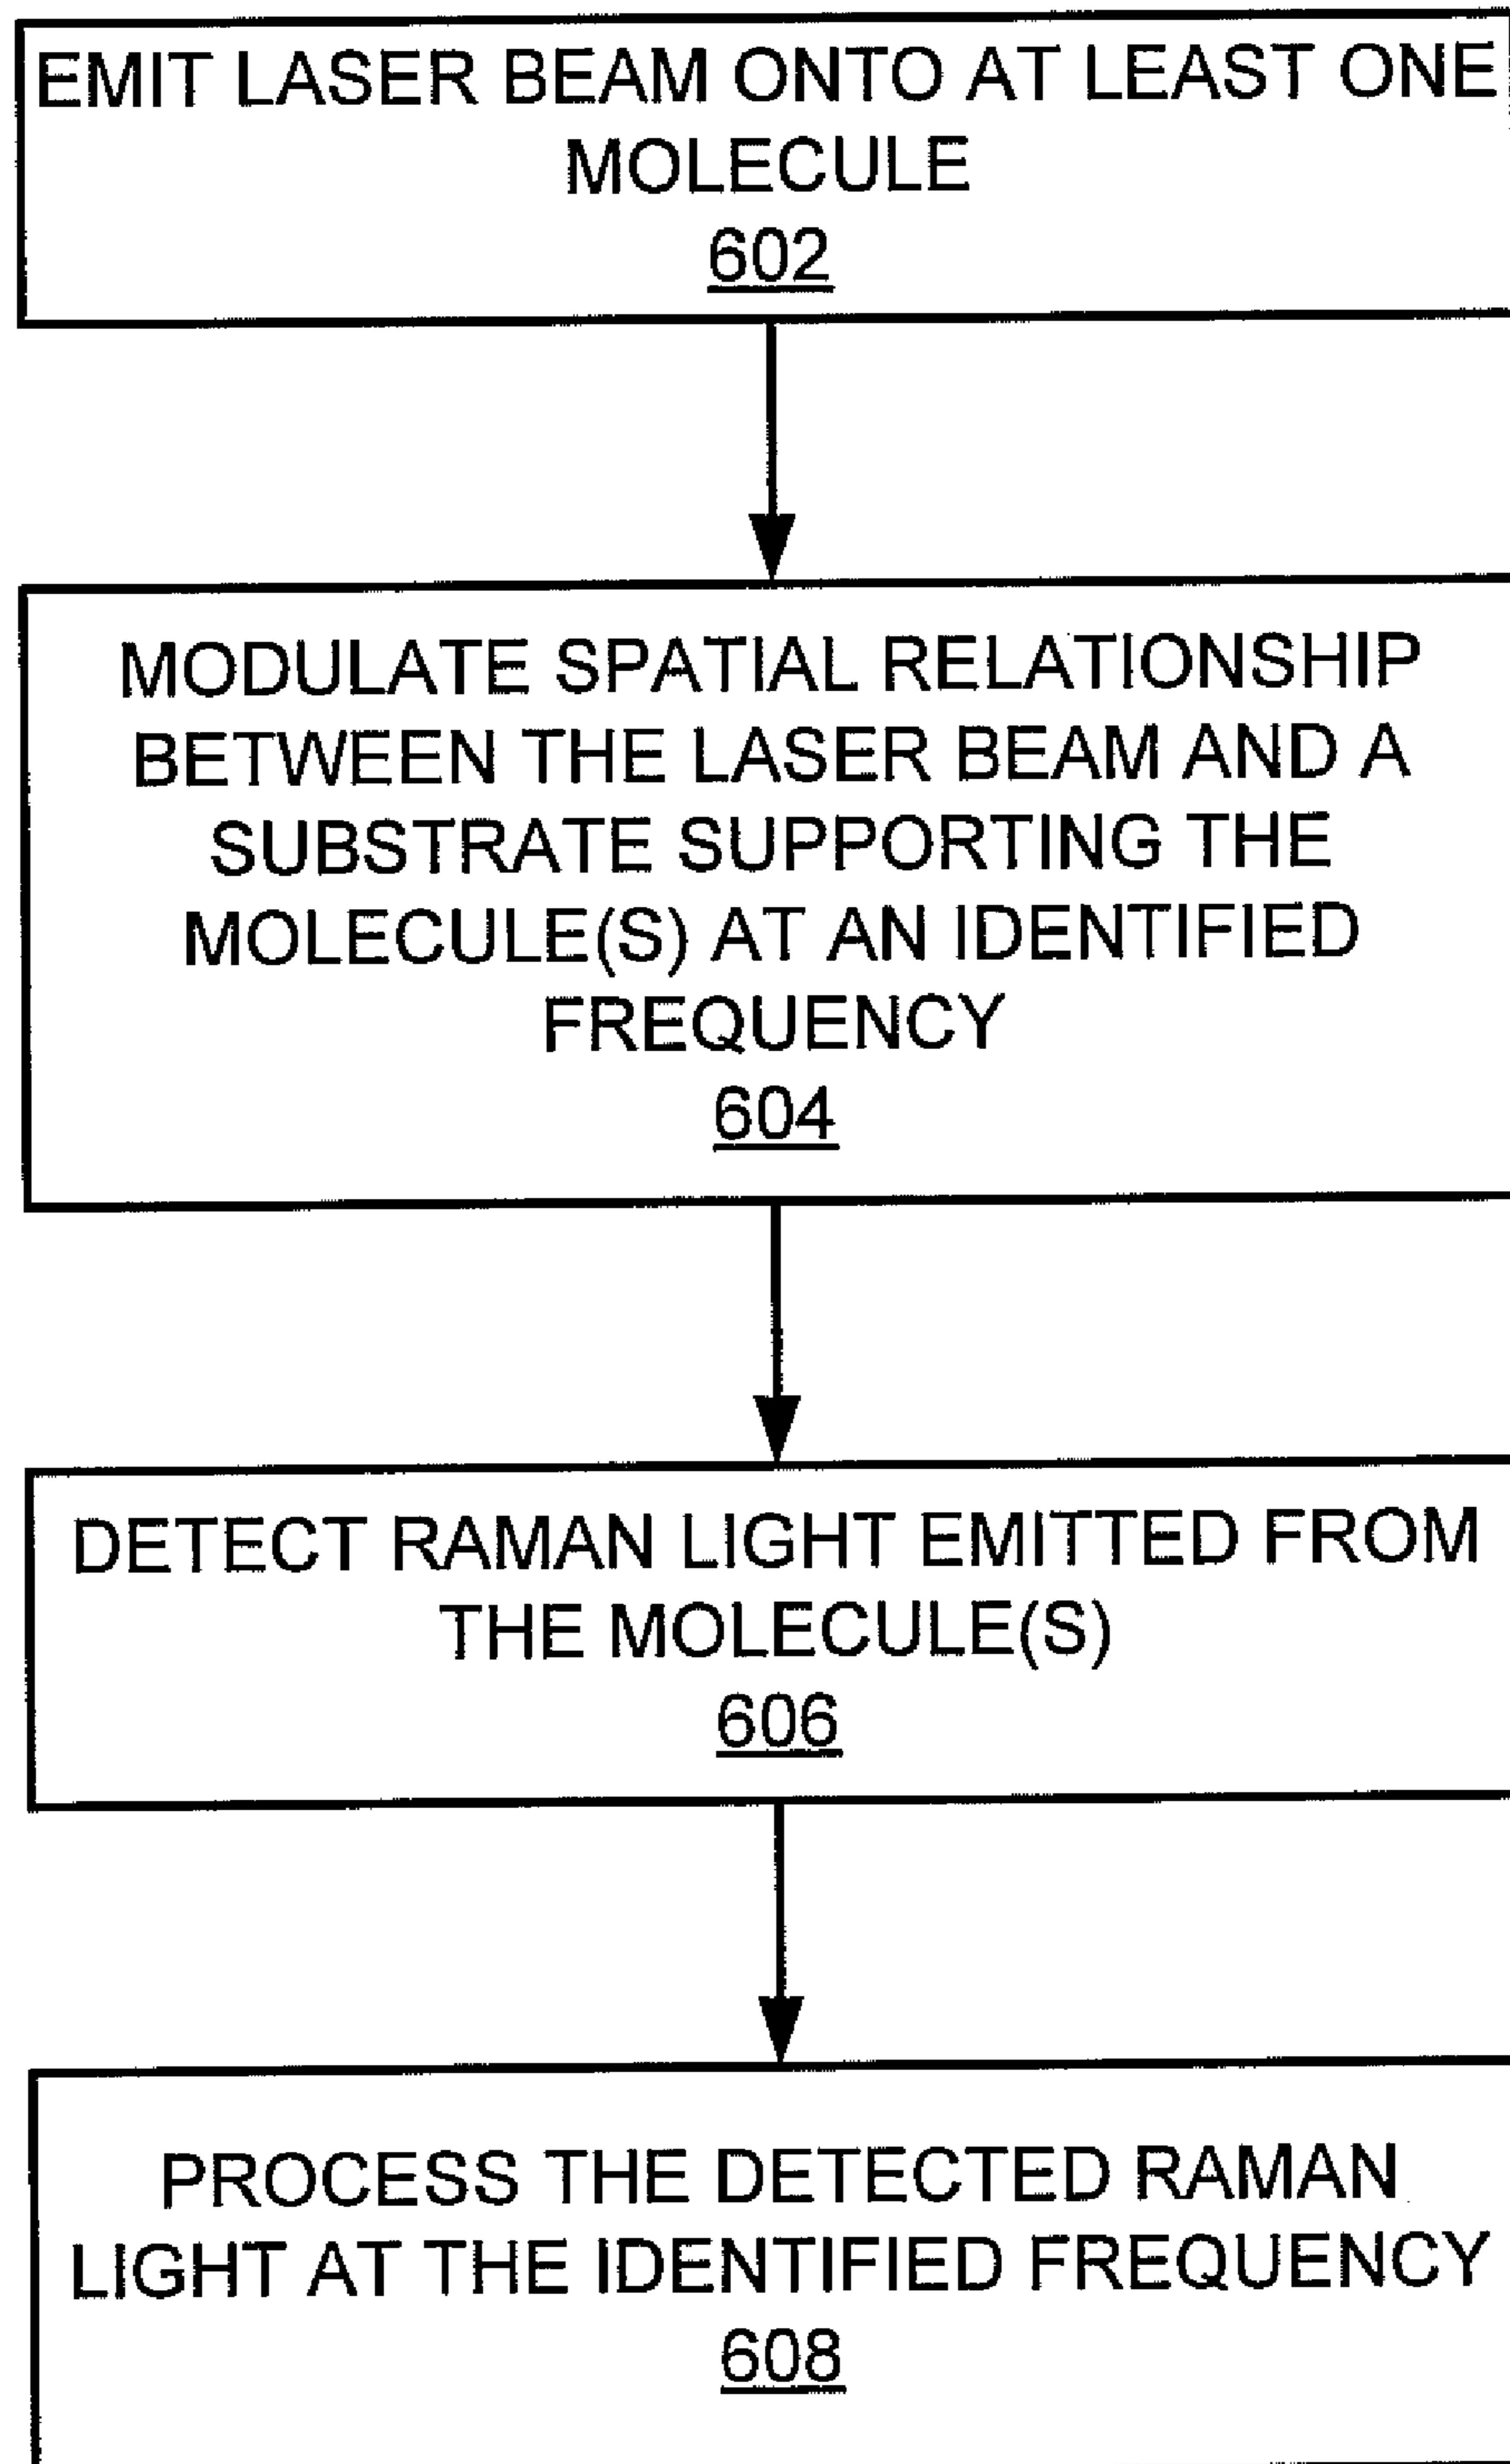 EMIT LASER BEAM ONTO AT LEAST ONE
MOLECULE
602
MODULATE SPATIAL RELATIONSHIP
BETWEEN THE LASER BEAM AND A
SUBSTRATE SUPPORTING THE
MOLECULE(S) AT AN IDENTIFIED
FREQUENCY
604
DETECT RAMAN LIGHT EMITTED FROM
THE MOLECULE(S)
606
PROCESS THE DETECTED RAMAN
LIGHT AT THE IDENTIFIED FREQUENCY
608